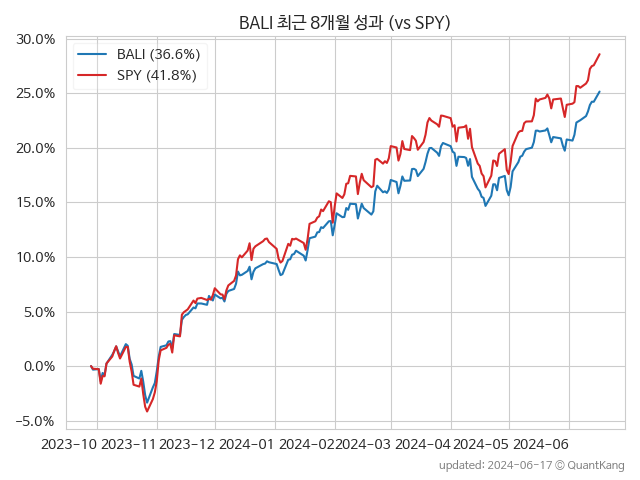 BALI 최근 8개월 성과 (vs SPY)
BALI (36.6%)
SPY (41.8%)
30.0%
25.0%
20.0%
15.0%
10.0%
5.0%
0.0%
−5.0%
2023-10 2023-11 2023-12 2024-01 2024-02 2024-03 2024-04 2024-05 2024-06
updated: 2024-06-17 © QuantKang